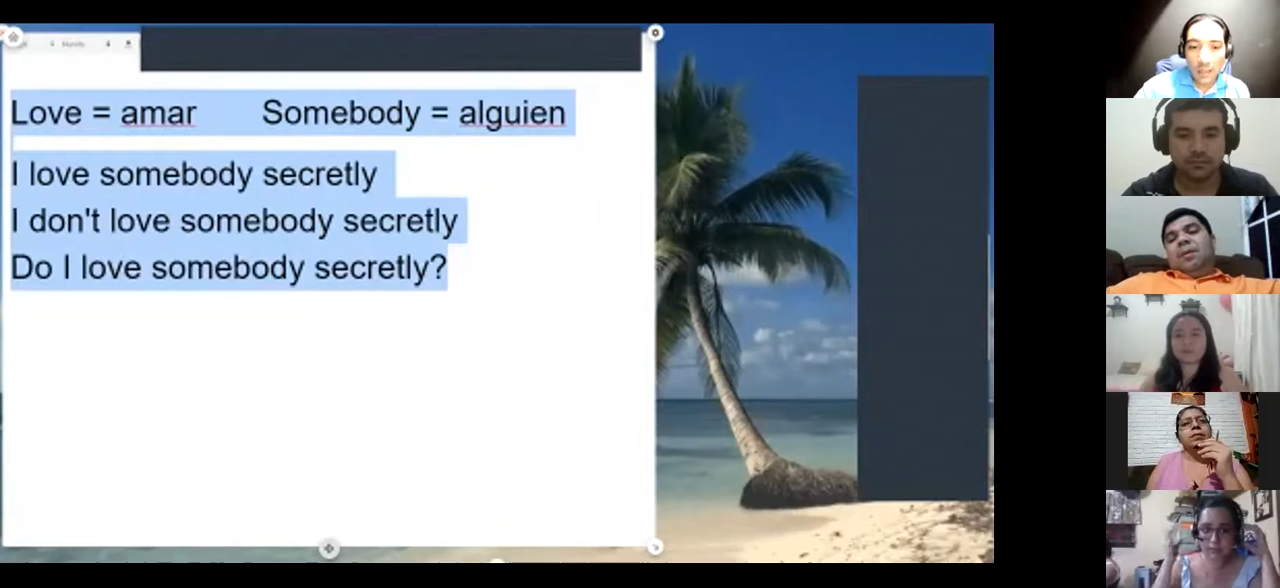 Love = amar Somebody = alguien
I love somebody secretly
I don't love somebody secretly
Do I love somebody secretly?